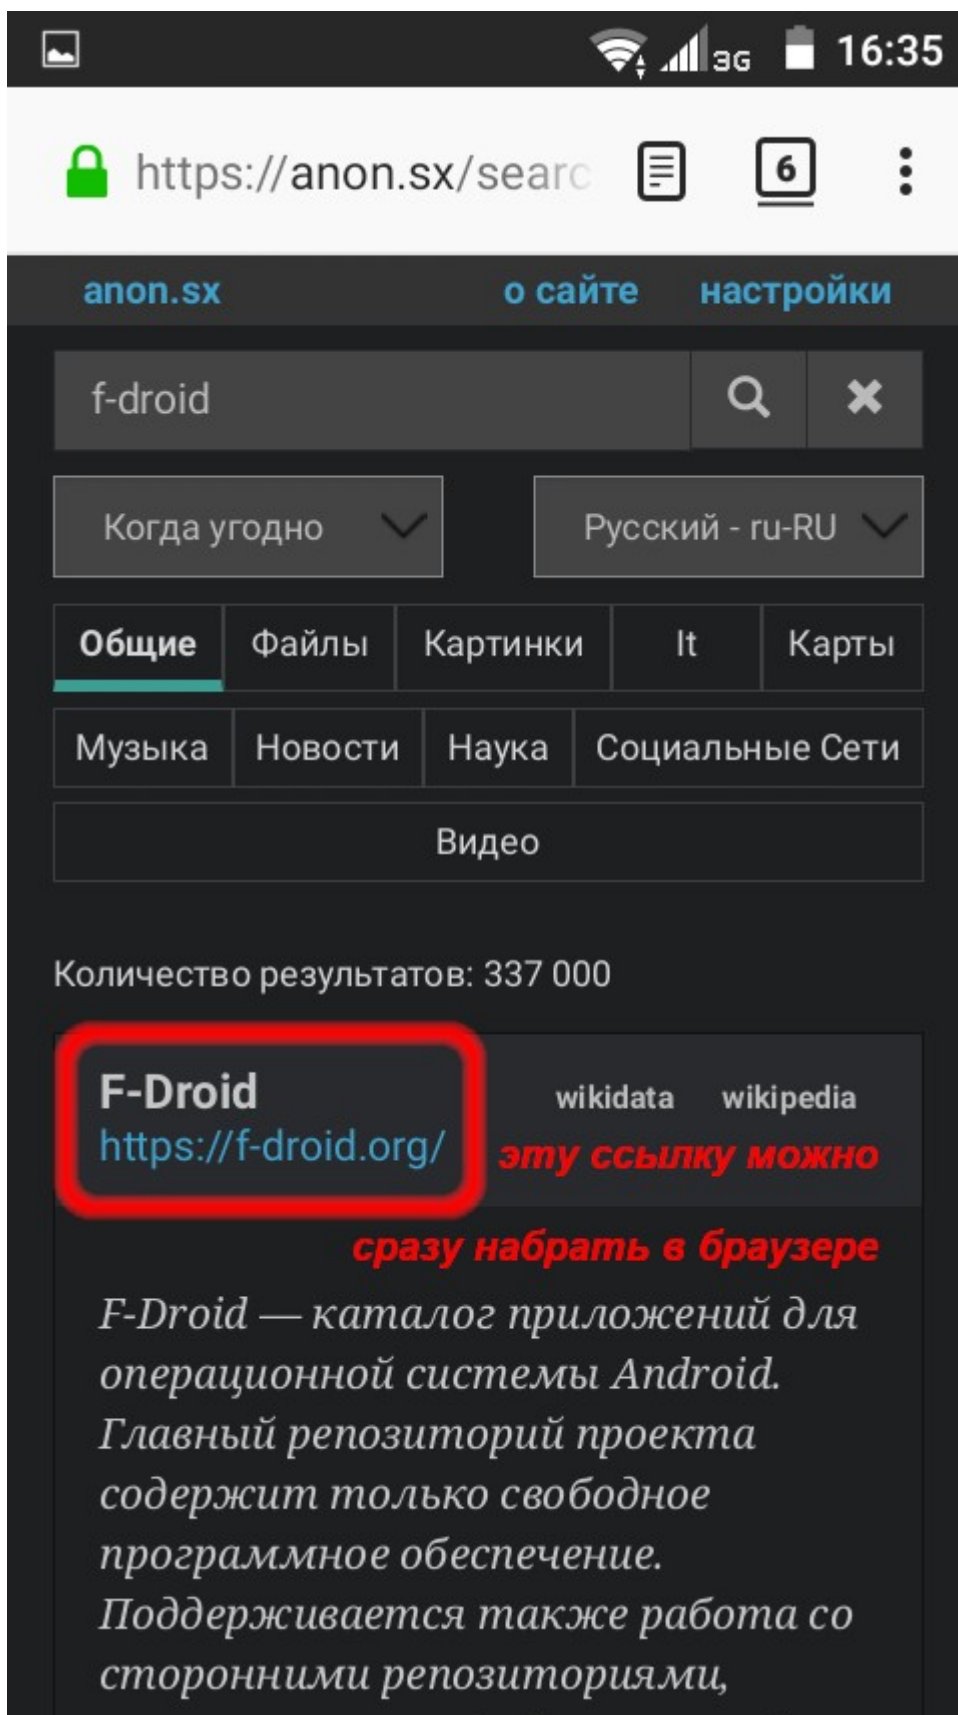 3G 16:35
https://anon.sx/searc 6
anon.sx о сайте настройки
f-droid
Когда угодно Русский - ru-RU
Общие Файлы Картинки It Карты
Музыка Новости Наука Социальные Сети
Видео
Количество результатов: 337 000
F-Droid wikidata wikipedia
https://f-droid.org/ эту ссылку можно
сразу набрать в браузере
F-Droid — каталог приложений для
операционной системы Android.
Главный репозиторий проекта
содержит только свободное
программное обеспечение.
Поддерживается также работа со
сторонними репозиториями,